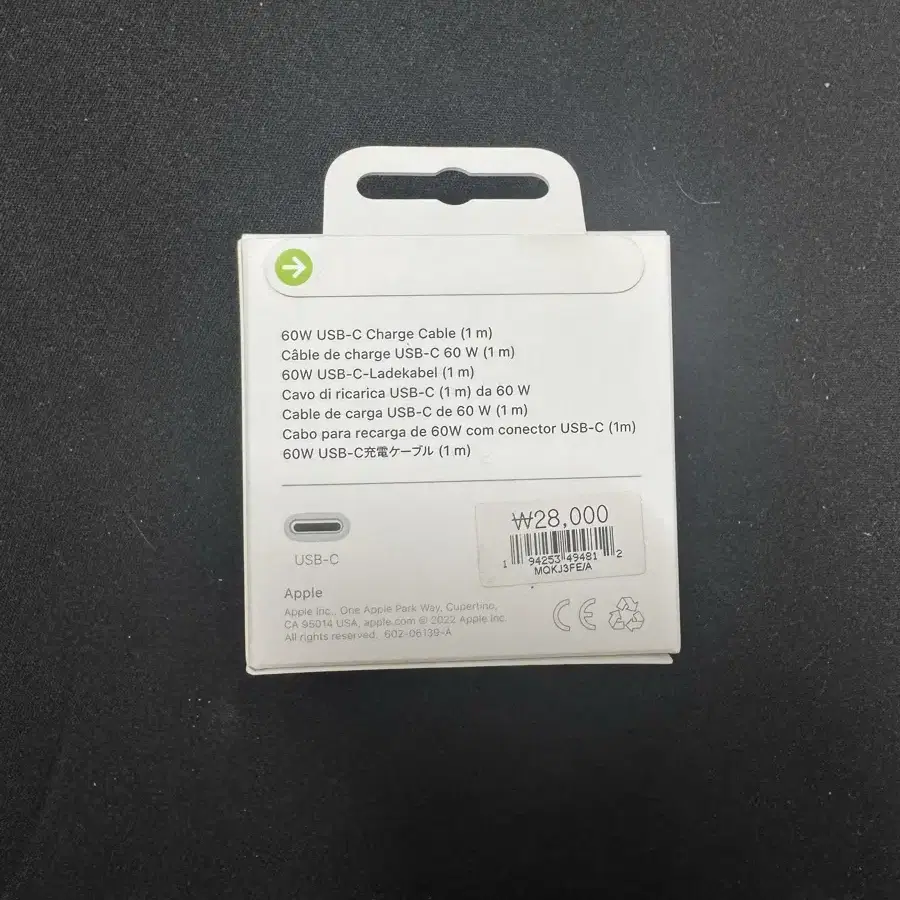 60W USB-C Charge Cable (1 m)
Câble de charge USB-C 60 W (1 m)
60W USB-C-Ladekabel (1 m)
Cavo di ricarica USB-C (1 m) da 60 W
Cable de carga USB-C de 60 W (1 m)
Cabo para recarga de 60W com conector USB-C (1m)
60W USB-C充電ケーブル (1 m)
USB-C
₩28,000
1 94253 49481 2
MQKJ3FE/A
Apple
Apple Inc., One Apple Park Way, Cupertino,
CA 95014 USA, apple.com © 2022 Apple Inc.
All rights reserved. 602-06139-A
CE